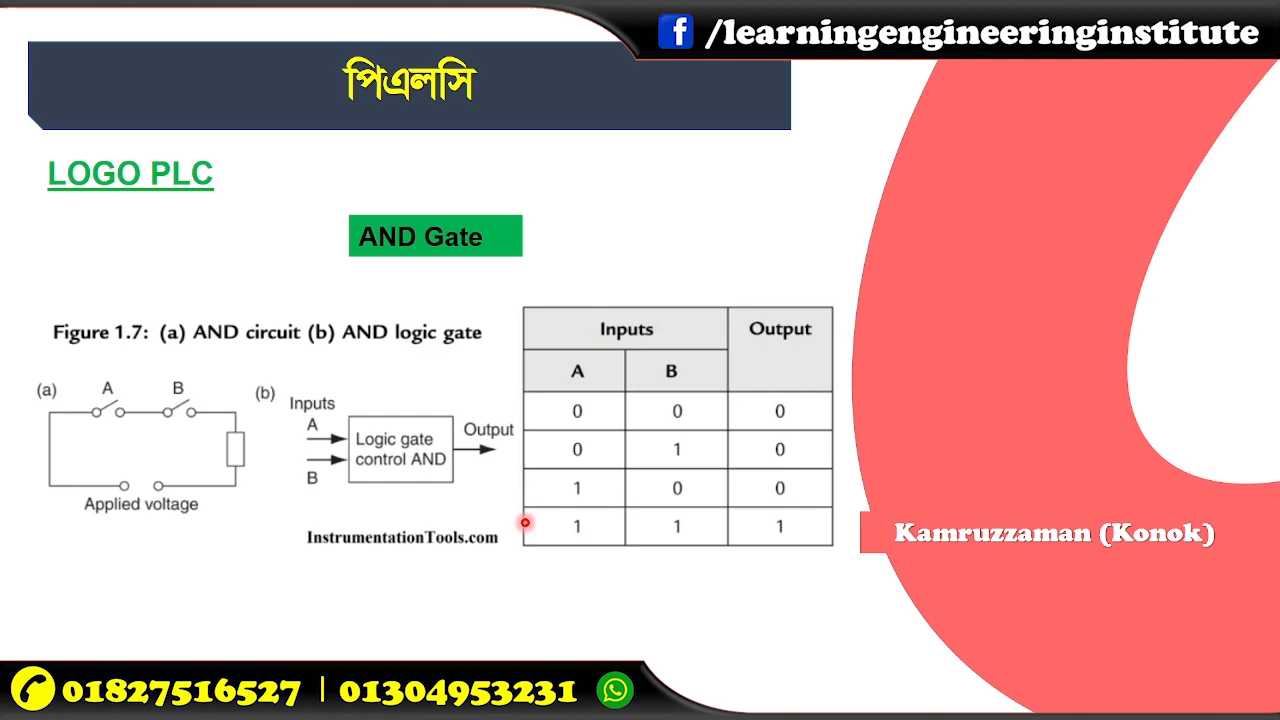 /learningengineeringinstitute
পিএলসি
LOGO PLC
AND Gate
Figure 1.7: (a) AND circuit (b) AND logic gate
(a) A B
Applied voltage
(b) Inputs
A
B
Logic gate
control AND
Output
InstrumentationTools.com
Inputs Output
A B
0 0 0
0 1 0
1 0 0
1 1 1
Kamruzzaman (Konok)
01827516527 | 01304953231